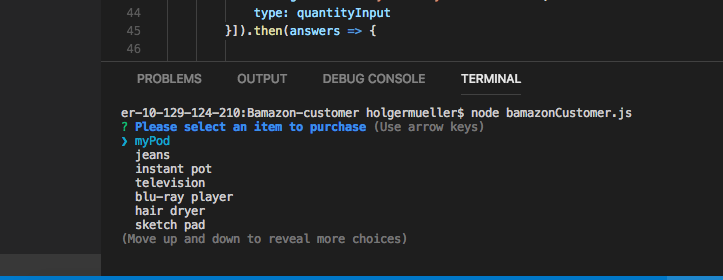 44 type: quantityInput
45 }]).then(answers => {
46
PROBLEMS OUTPUT DEBUG CONSOLE TERMINAL
er-10-129-124-210:Bamazon-customer holgermueller$ node bamazonCustomer.js
? Please select an item to purchase (Use arrow keys)
❯ myPod
jeans
instant pot
television
blu-ray player
hair dryer
sketch pad
(Move up and down to reveal more choices)